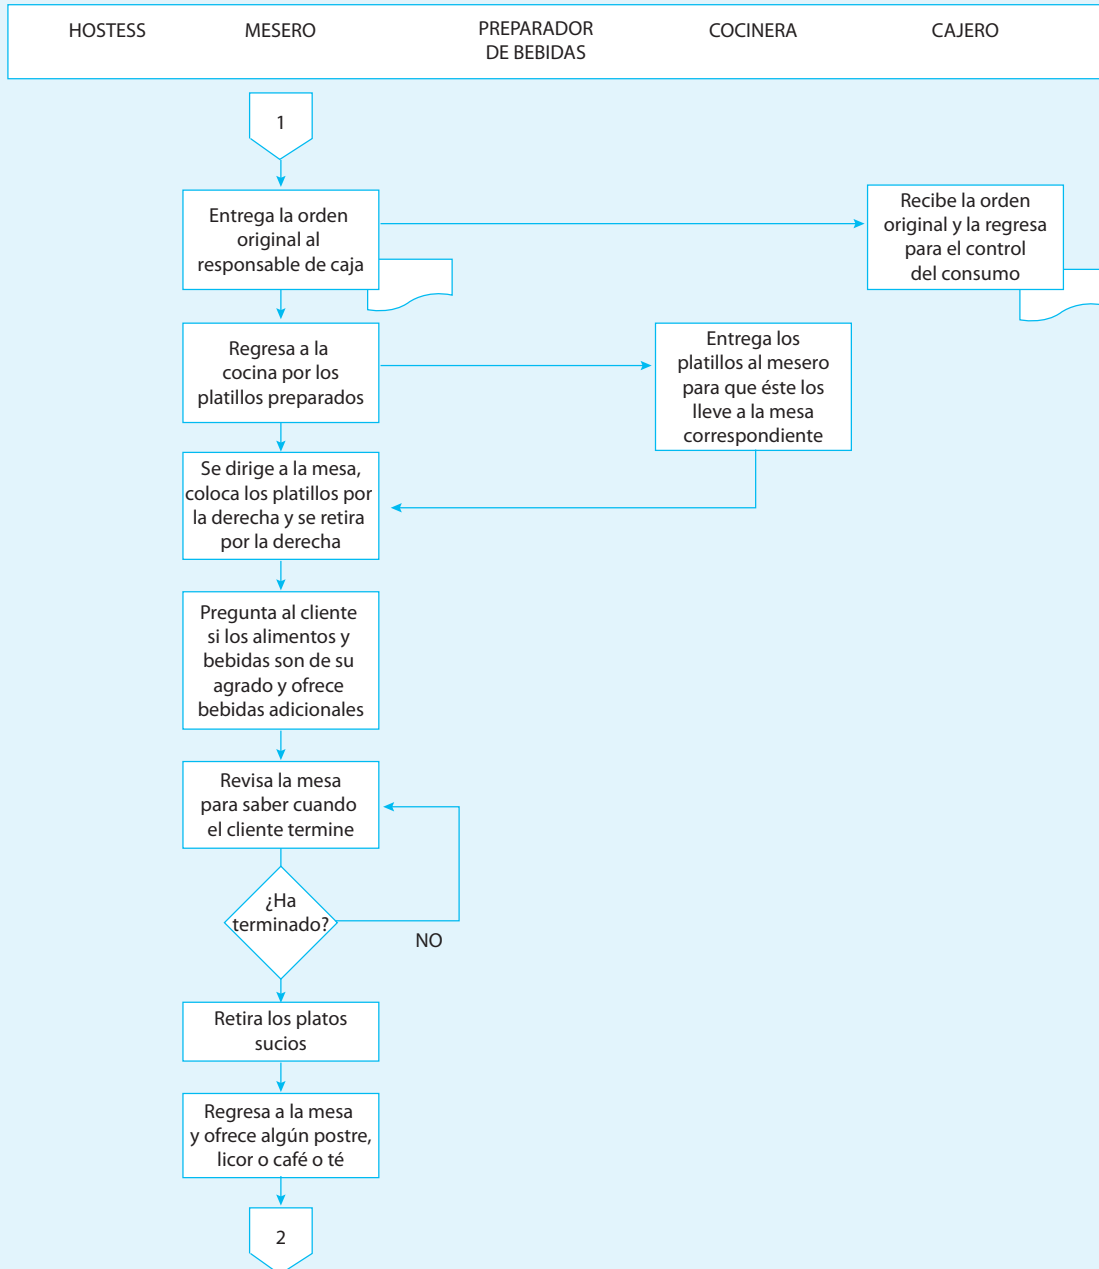 HOSTESS
MESERO
PREPARADOR
DE BEBIDAS
COCINERA
CAJERO
1
Entrega la orden
original al
responsable de caja
Recibe la orden
original y la regresa
para el control
del consumo
Regresa a la
cocina por los
platillos preparados
Entrega los
platillos al mesero
para que éste los
lleve a la mesa
correspondiente
Se dirige a la mesa,
coloca los platillos por
la derecha y se retira
por la derecha
Pregunta al cliente
si los alimentos y
bebidas son de su
agrado y ofrece
bebidas adicionales
Revisa la mesa
para saber cuando
el cliente termine
¿Ha
terminado?
NO
Retira los platos
sucios
Regresa a la mesa
y ofrece algún postre,
licor o café o té
2